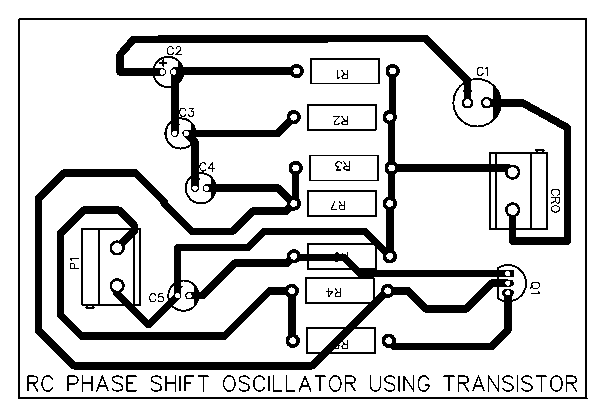 C2
R1
C1
C3
R2
C4
R3
CRO
R7
P1
C5
R4
Q1
RC PHASE SHIFT OSCILLATOR USING TRANSISTOR